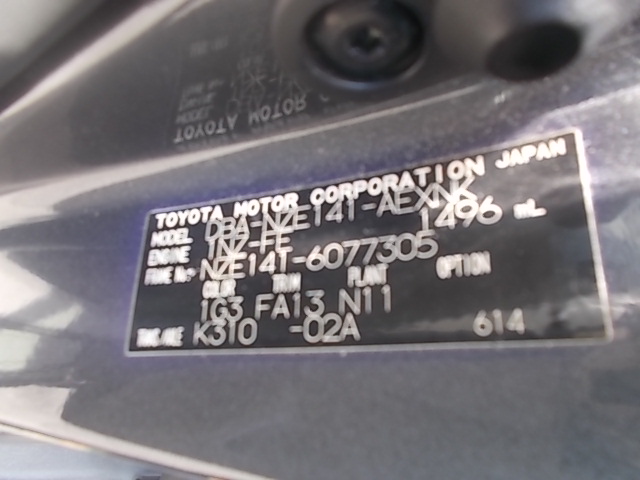 TOYOTA MOTOR CORPORATION JAPAN
MODEL DBA-NZE141-AEXNK
ENGINE 1NZ-FE 1496 mL
FRAME No. NZE141-6077305
COLOR TRIM PLANT OPTION
1G3 FA13 N11
TRANS/AXLE K310 -02A 614